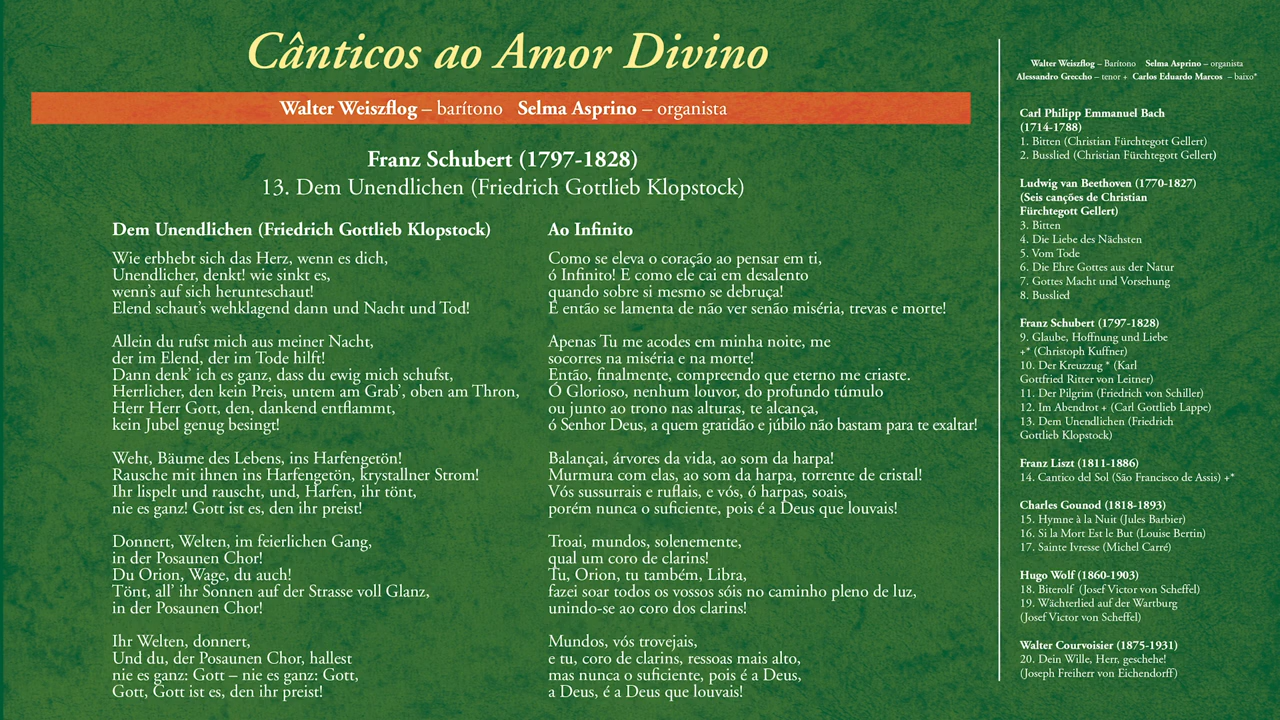 Cânticos ao Amor Divino
Walter Weiszflog – barítono Selma Asprino – organista
Franz Schubert (1797-1828)
13. Dem Unendlichen (Friedrich Gottlieb Klopstock)
Dem Unendlichen (Friedrich Gottlieb Klopstock)
Wie erbhebt sich das Herz, wenn es dich,
Unendlicher, denkt! wie sinkt es,
wenn's auf sich herunteschaut!
Elend schaut's wehklagend dann und Nacht und Tod!
Allein du rufst mich aus meiner Nacht,
der im Elend, der im Tode hilft!
Dann denk' ich es ganz, dass du ewig mich schufst,
Herrlicher, den kein Preis, untem am Grab', oben am Thron,
Herr Herr Gott, den, dankend entflammt,
kein Jubel genug besingt!
Weht, Bäume des Lebens, ins Harfengetön!
Rausche mit ihnen ins Harfengetön, krystallner Strom!
Ihr lispelt und rauscht, und, Harfen, ihr tönt,
nie es ganz! Gott ist es, den ihr preist!
Donnert, Welten, im feierlichen Gang,
in der Posaunen Chor!
Du Orion, Wage, du auch!
Tönt, all' ihr Sonnen auf der Strasse voll Glanz,
in der Posaunen Chor!
Ihr Welten, donnert,
Und du, der Posaunen Chor, hallest
nie es ganz: Gott – nie es ganz: Gott,
Gott, Gott ist es, den ihr preist!
Ao Infinito
Como se eleva o coração ao pensar em ti,
ó Infinito! E como ele cai em desalento
quando sobre si mesmo se debruça!
E então se lamenta de não ver senão miséria, trevas e morte!
Apenas Tu me acodes em minha noite, me
socorres na miséria e na morte!
Então, finalmente, compreendo que eterno me criaste.
Ó Glorioso, nenhum louvor, do profundo túmulo
ou junto ao trono nas alturas, te alcança,
ó Senhor Deus, a quem gratidão e júbilo não bastam para te exaltar!
Balançai, árvores da vida, ao som da harpa!
Murmura com elas, ao som da harpa, torrente de cristal!
Vós sussurrais e ruflais, e vós, ó harpas, soais,
porém nunca o suficiente, pois é a Deus que louvais!
Troai, mundos, solenemente,
qual um coro de clarins!
Tu, Orion, tu também, Libra,
fazei soar todos os vossos sóis no caminho pleno de luz,
unindo-se ao coro dos clarins!
Mundos, vós trovejais,
e tu, coro de clarins, ressoas mais alto,
mas nunca o suficiente, pois é a Deus,
a Deus, é a Deus que louvais!
Walter Weiszflog – Barítono Selma Asprino – organista
Alessandro Greccho – tenor + Carlos Eduardo Marcos – baixo*
Carl Philipp Emmanuel Bach
(1714-1788)
1. Bitten (Christian Fürchtegott Gellert)
2. Busslied (Christian Fürchtegott Gellert)
Ludwig van Beethoven (1770-1827)
(Seis canções de Christian
Fürchtegott Gellert)
3. Bitten
4. Die Liebe des Nächsten
5. Vom Tode
6. Die Ehre Gottes aus der Natur
7. Gottes Macht und Vorsehung
8. Busslied
Franz Schubert (1797-1828)
9. Glaube, Hoffnung und Liebe
+* (Christoph Kuffner)
10. Der Kreuzzug * (Karl
Gottfried Ritter von Leitner)
11. Der Pilgrim (Friedrich von Schiller)
12. Im Abendrot + (Carl Gottlieb Lappe)
13. Dem Unendlichen (Friedrich
Gottlieb Klopstock)
Franz Liszt (1811-1886)
14. Cantico del Sol (São Francisco de Assis) +*
Charles Gounod (1818-1893)
15. Hymne à la Nuit (Jules Barbier)
16. Si la Mort Est le But (Louise Bertin)
17. Sainte Ivresse (Michel Carré)
Hugo Wolf (1860-1903)
18. Biterolf (Josef Victor von Scheffel)
19. Wächterlied auf der Wartburg
(Josef Victor von Scheffel)
Walter Courvoisier (1875-1931)
20. Dein Wille, Herr, geschehe!
(Joseph Freiherr von Eichendorff)